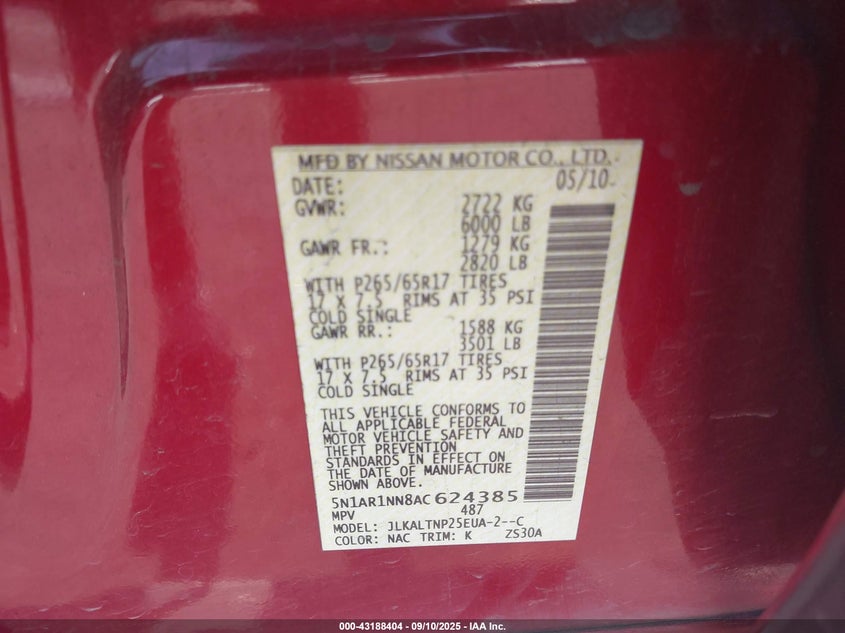 MFD BY NISSAN MOTOR CO., LTD.
DATE: 05/10
GVWR: 2722 KG
6000 LB
GAWR FR.: 1279 KG
2820 LB
WITH P265/65R17 TIRES
17 X 7.5 RIMS AT 35 PSI
COLD SINGLE
GAWR RR.: 1588 KG
3501 LB
WITH P265/65R17 TIRES
17 X 7.5 RIMS AT 35 PSI
COLD SINGLE
THIS VEHICLE CONFORMS TO
ALL APPLICABLE FEDERAL
MOTOR VEHICLE SAFETY AND
THEFT PREVENTION
STANDARDS IN EFFECT ON
THE DATE OF MANUFACTURE
SHOWN ABOVE.
5N1AR1NN8AC624385
MPV 487
MODEL: JLKALTNP25EUA-2--C
COLOR: NAC TRIM: K ZS30A
000-43188404 - 09/10/2025 - IAA Inc.